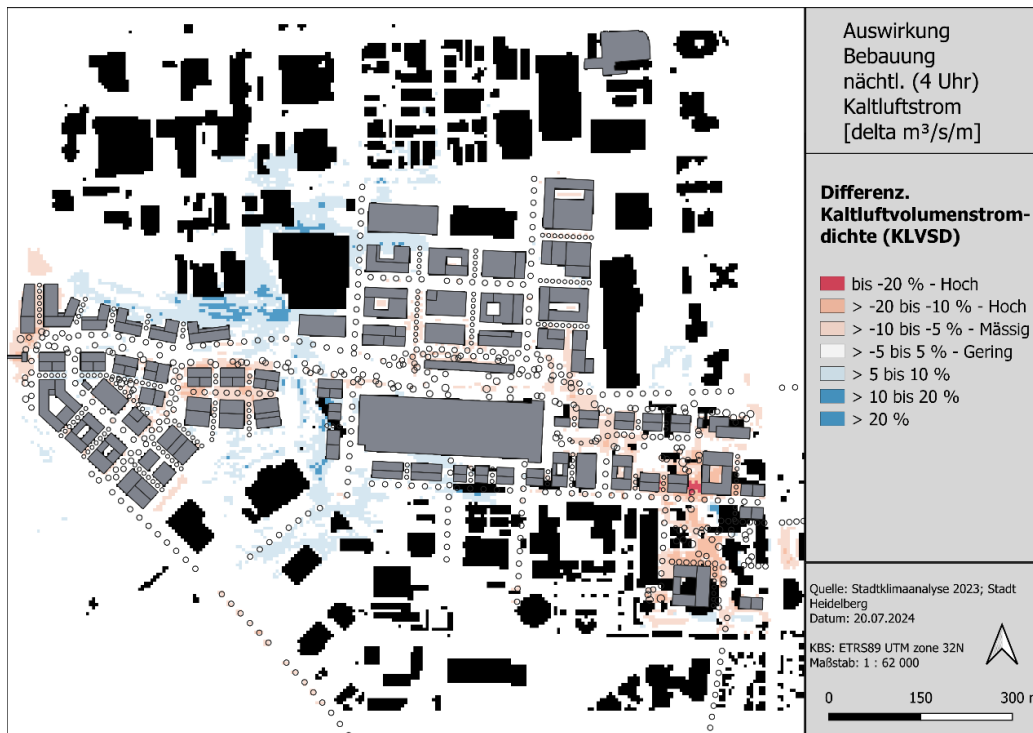 Auswirkung
Bebauung
nächtl. (4 Uhr)
Kaltluftstrom
[delta m³/s/m]
Differenz.
Kaltluftvolumenstrom-
dichte (KLVSD)
bis -20 % - Hoch
> -20 bis -10 % - Hoch
> -10 bis -5 % - Mässig
> -5 bis 5 % - Gering
> 5 bis 10 %
> 10 bis 20 %
> 20 %
Quelle: Stadtklimaanalyse 2023; Stadt
Heidelberg
Datum: 20.07.2024
KBS: ETRS89 UTM zone 32N
Maßstab: 1 : 62 000
0 150 300 m